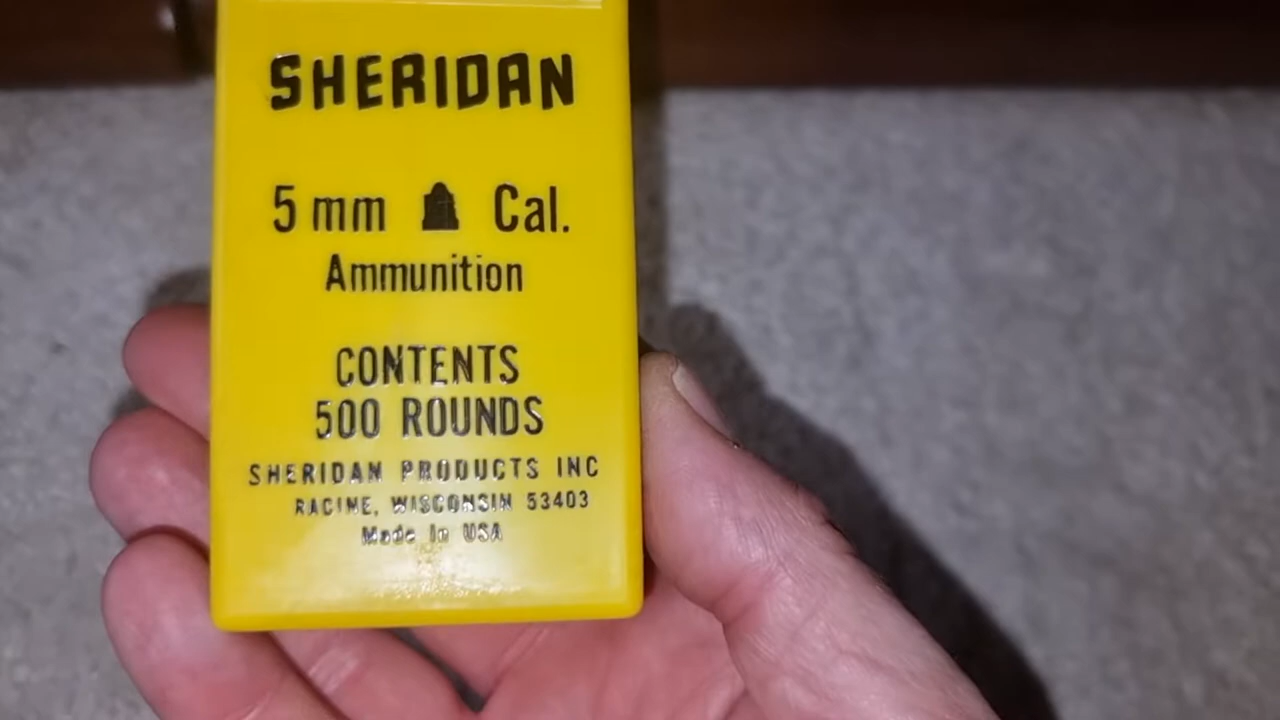 SHERIDAN
5 mm Cal.
Ammunition
CONTENTS
500 ROUNDS
SHERIDAN PRODUCTS INC
RACINE, WISCONSIN 53403
Made In USA